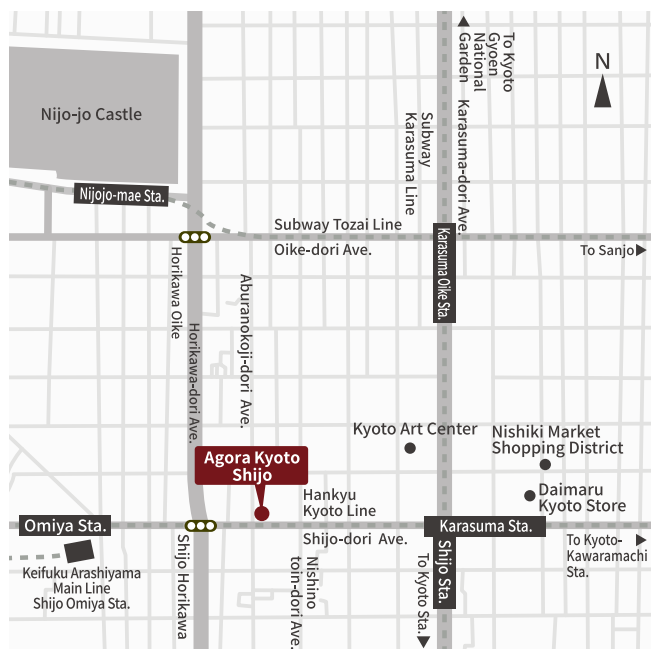 To Kyoto
Gyoen
National
Garden
N
Nijo-jo Castle
Subway
Karasuma Line
Karasuma-dori Ave.
Nijojo-mae Sta.
Subway Tozai Line
Oike-dori Ave.
Karasuma Oike Sta.
To Sanjo
Horikawa Oike
Aburanokoji-dori Ave.
Horikawa-dori Ave.
Kyoto Art Center
Nishiki Market
Shopping District
Agora Kyoto
Shijo
Daimaru
Kyoto Store
Hankyu
Kyoto Line
Omiya Sta.
Karasuma Sta.
Shijo-dori Ave.
To Kyoto-
Kawaramachi
Sta.
Keifuku Arashiyama
Main Line
Shijo Omiya Sta.
Shijo Horikawa
Nishino
toin-dori Ave.
To Kyoto Sta.
Shijo Sta.